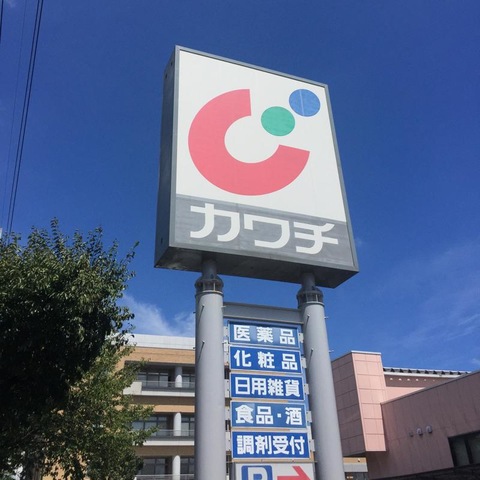 カワチ
医薬品
化粧品
日用雑貨
食品・酒
調剤受付
P